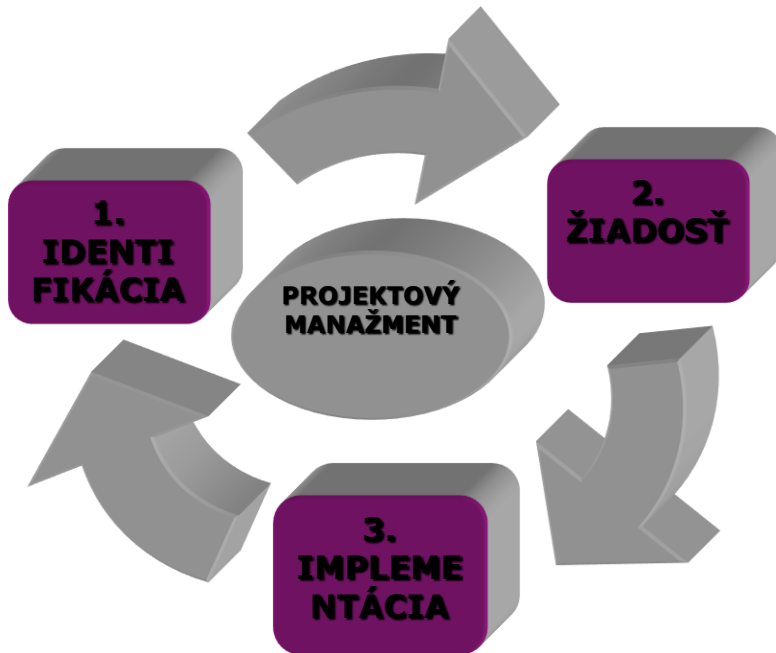 1.
IDENTI
FIKÁCIA
2.
ŽIADOSŤ
PROJEKTOVÝ
MANAŽMENT
3.
IMPLEME
NTÁCIA